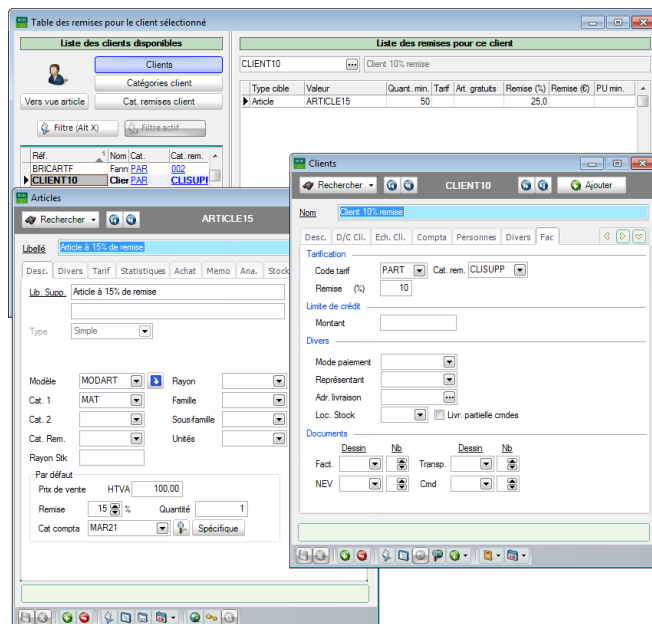 Table des remises pour le client sélectionné
Liste des clients disponibles
Clients
Catégories client
Vers vue article
Cat. remises client
Filtre (Alt X)
Filtre actif
Réf. 1 Nom Cat. Cat. rem.
BRICARTF Fann PAR 002
CLIENT10 Clier PAR CLISUPF
Liste des remises pour ce client
CLIENT10 ... Client 10% remise
Type cible Valeur Quant. min. Tarif Art. gratuits Remise (%) Remise (€) PU min.
Article ARTICLE15 50 25,0
Articles
Rechercher ARTICLE15
Libellé Article à 15% de remise
Desc. Divers Tarif Statistiques Achat Memo Ana. Stock
Lib. Supp. Article à 15% de remise
Type Simple
Modèle MODART Rayon
Cat. 1 MAT Famille
Cat. 2 Sous-famille
Cat. Rem. Unités
Rayon Stk
Par défaut
Prix de vente HTVA 100,00
Remise 15 % Quantité 1
Cat compta MAR21 Spécifique
Clients
Rechercher CLIENT10 Ajouter
Nom Client 10% remise
Desc. D/C Cli. Ech. Cli. Compta Personnes Divers Fac
Tarification
Code tarif PART Cat. rem. CLISUPP
Remise (%) 10
Limite de crédit
Montant
Divers
Mode paiement
Représentant
Adr. livraison ...
Loc. Stock Livr. partielle cmdes
Documents
Dessin Nb Dessin Nb
Fact. Transp.
NEV Cmd